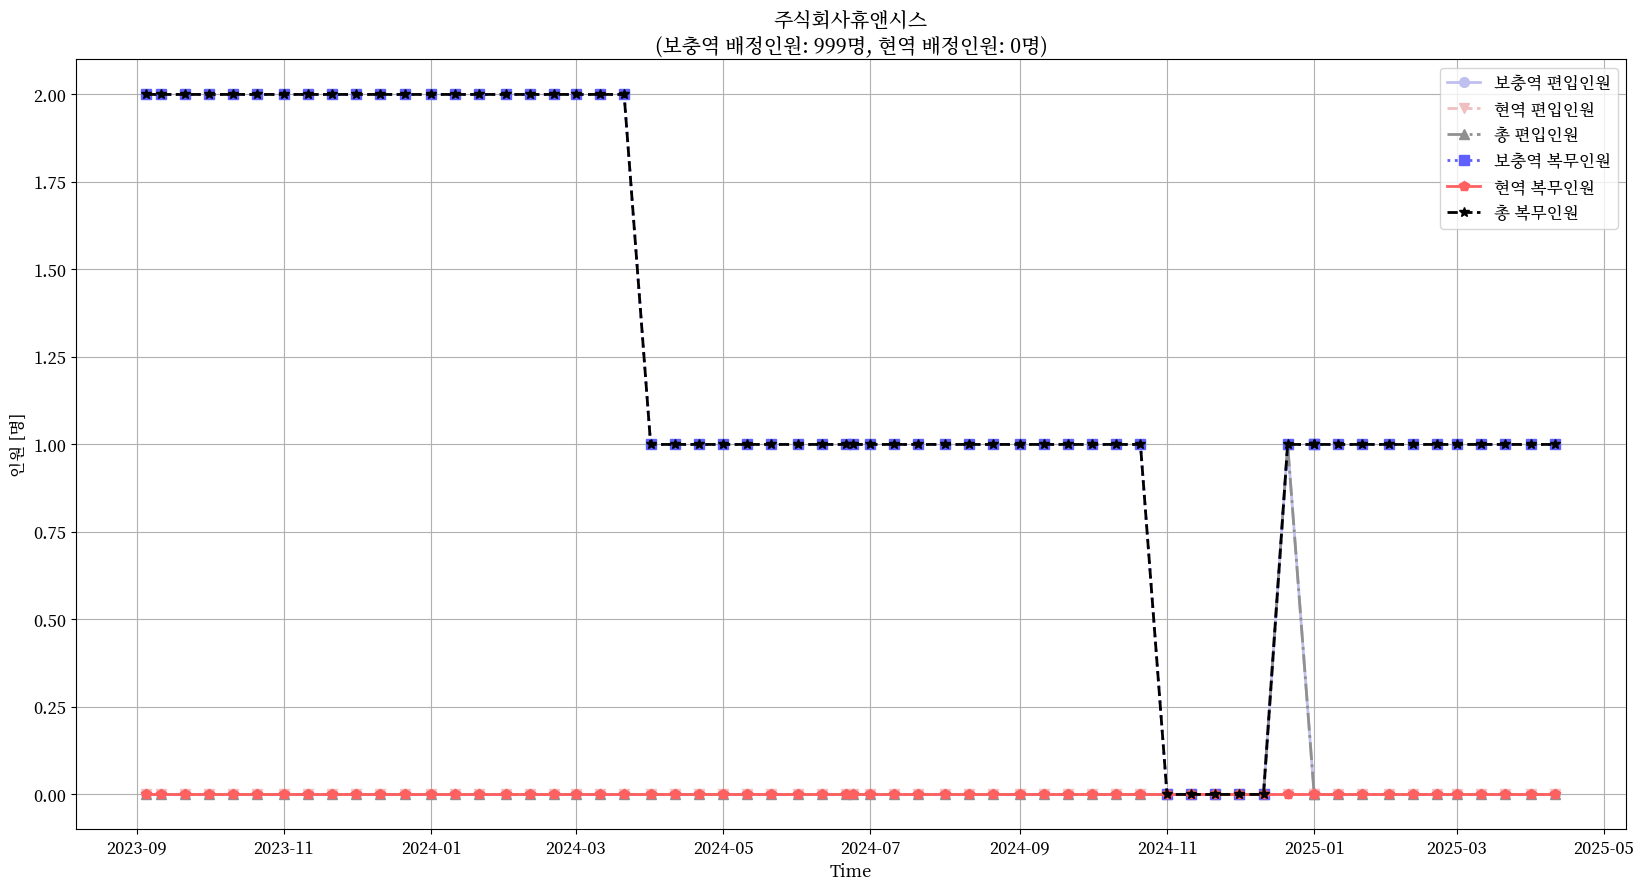 주식회사휴앤시스
(보충역 배정인원: 999명, 현역 배정인원: 0명)
보충역 편입인원
현역 편입인원
총 편입인원
보충역 복무인원
현역 복무인원
총 복무인원
인원 [명]
2.00
1.75
1.50
1.25
1.00
0.75
0.50
0.25
0.00
2023-09 2023-11 2024-01 2024-03 2024-05 2024-07 2024-09 2024-11 2025-01 2025-03 2025-05
Time